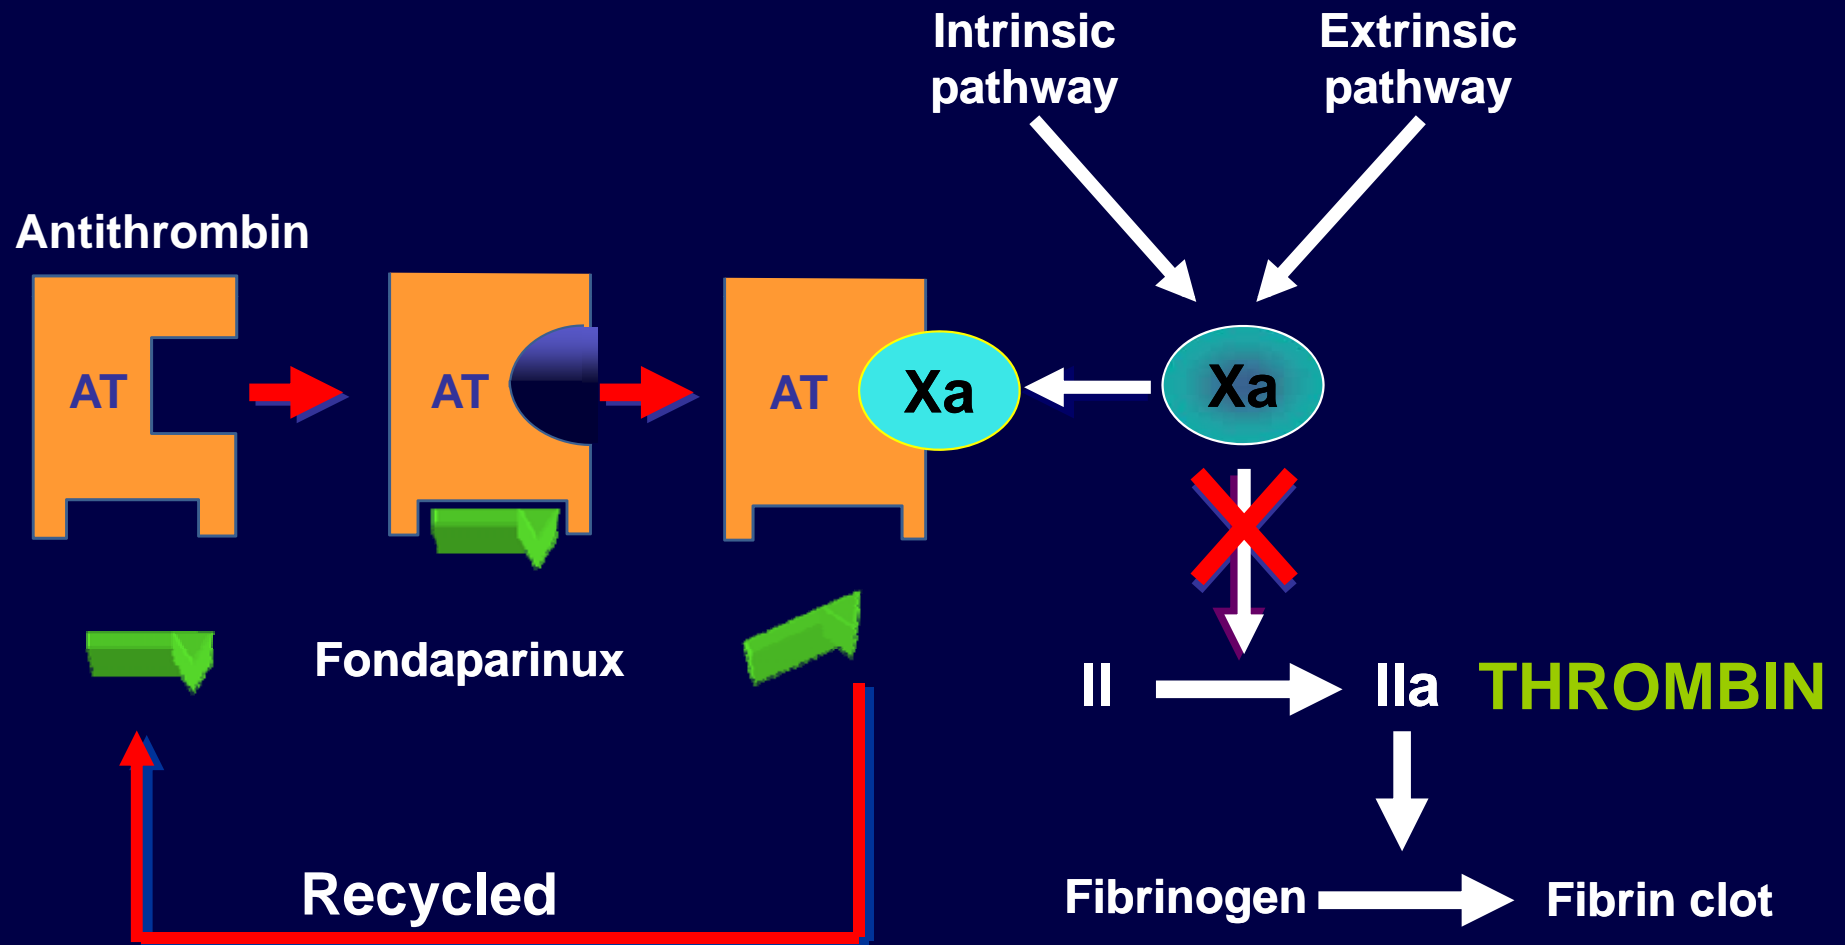 Intrinsic
pathway
Extrinsic
pathway
Antithrombin
AT
AT
AT
Xa
Xa
Fondaparinux
II
IIa
THROMBIN
Recycled
Fibrinogen
Fibrin clot